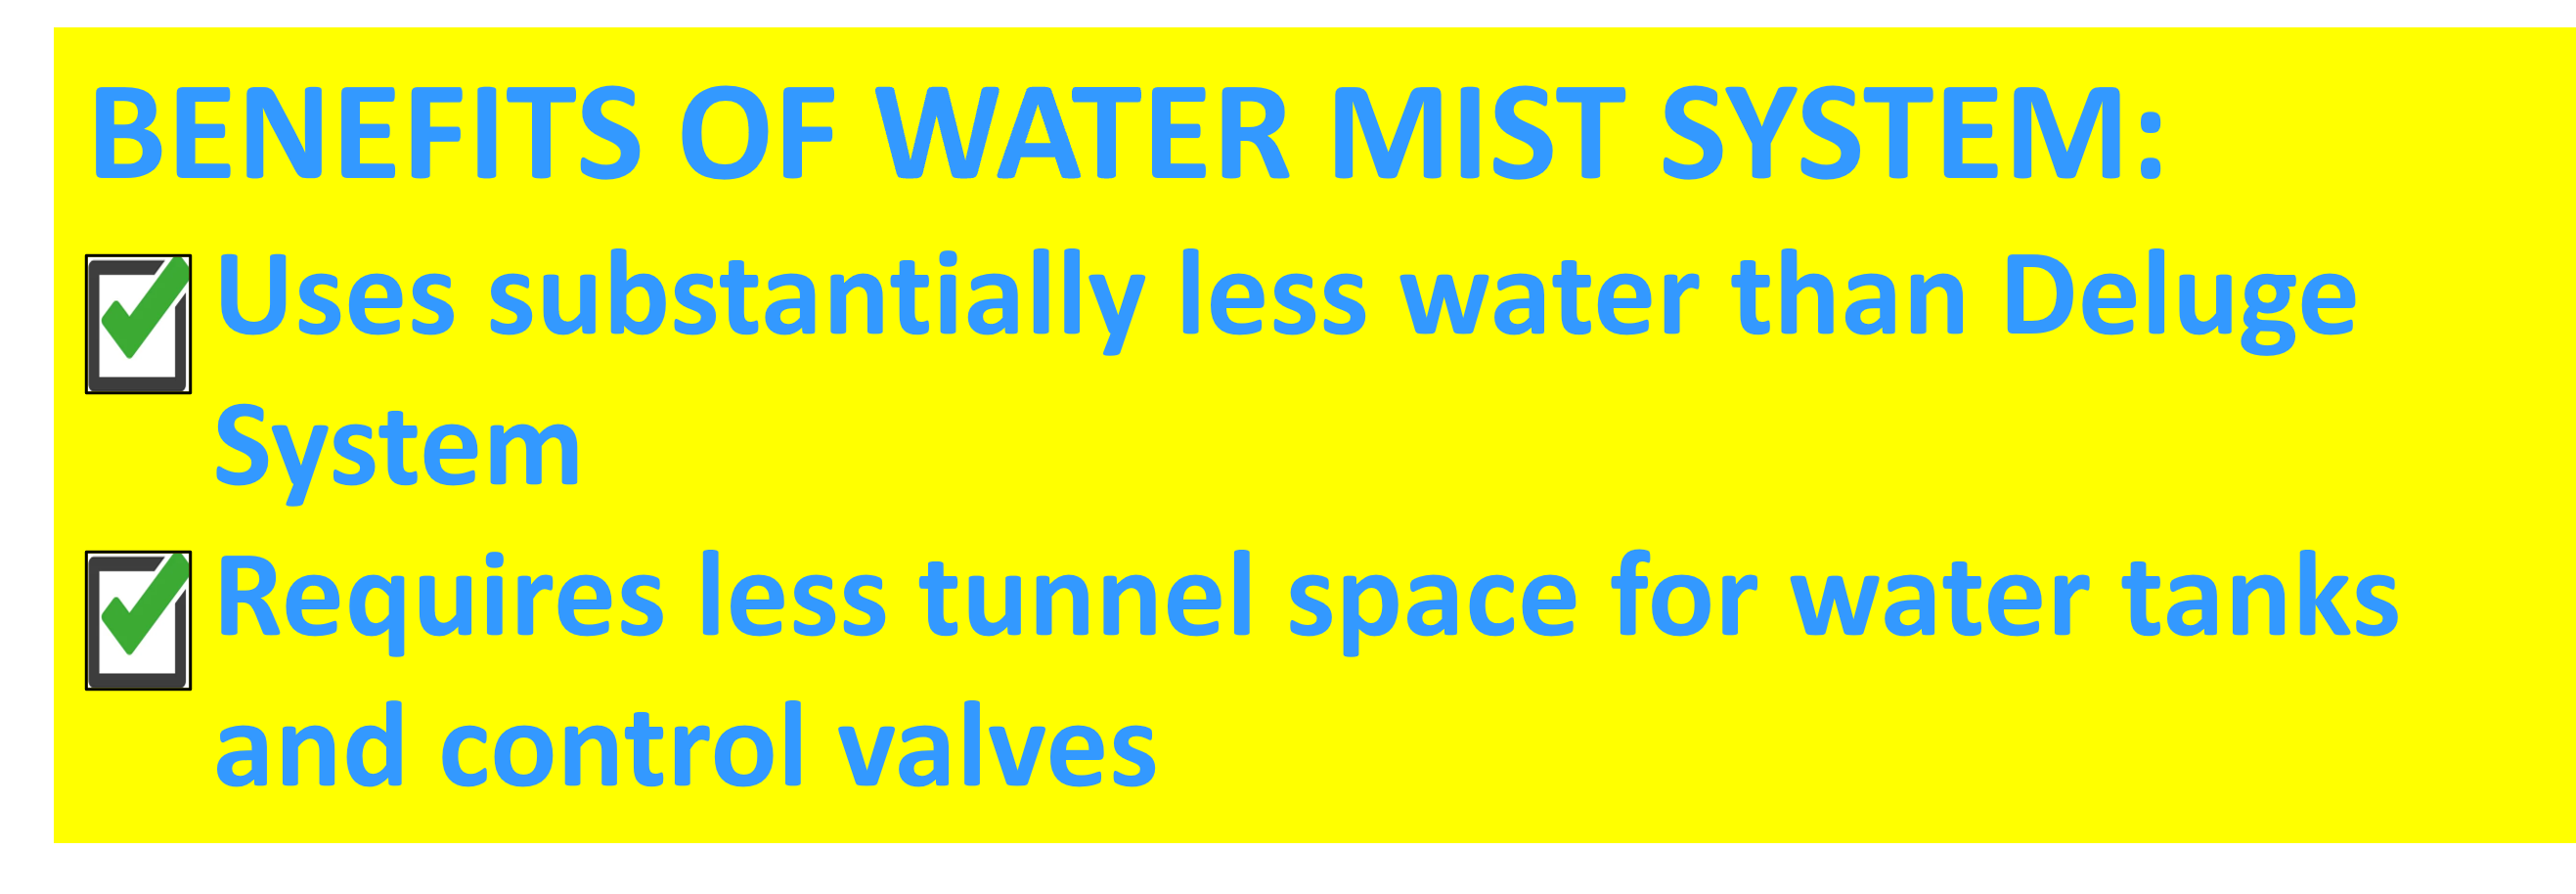 BENEFITS OF WATER MIST SYSTEM:
Uses substantially less water than Deluge
System
Requires less tunnel space for water tanks
and control valves